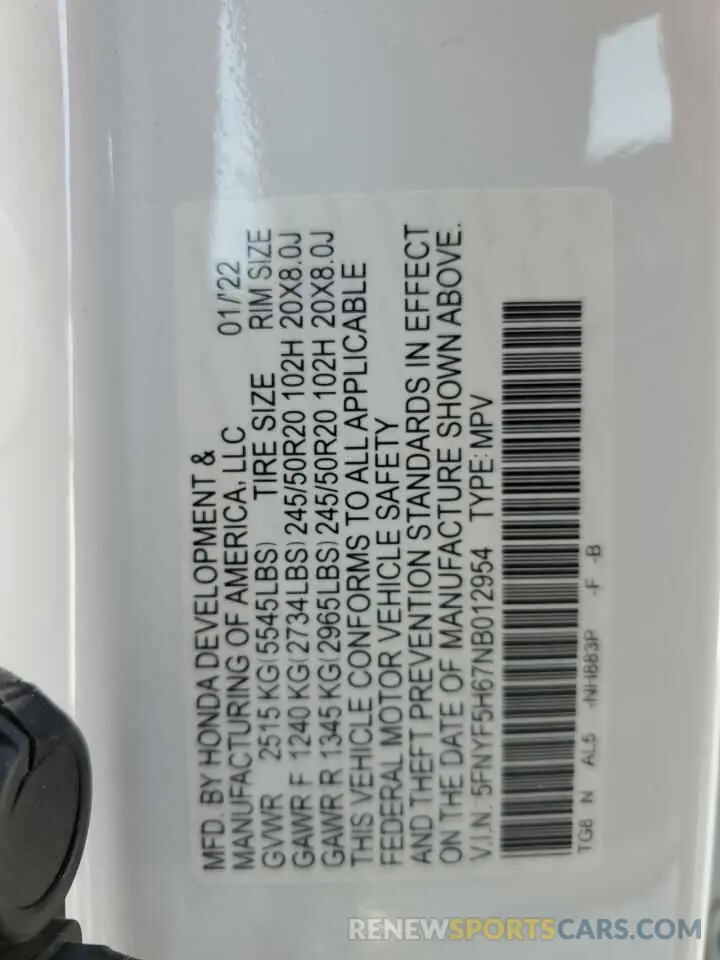 MFD. BY HONDA DEVELOPMENT &
MANUFACTURING OF AMERICA, LLC 01/'22
GVWR 2515 KG(5545LBS) TIRE SIZE RIM SIZE
GAWR F 1240 KG(2734LBS) 245/50R20 102H 20X8.0J
GAWR R 1345 KG(2965LBS) 245/50R20 102H 20X8.0J
THIS VEHICLE CONFORMS TO ALL APPLICABLE
FEDERAL MOTOR VEHICLE SAFETY
AND THEFT PREVENTION STANDARDS IN EFFECT
ON THE DATE OF MANUFACTURE SHOWN ABOVE.
V.I.N. 5FNYF5H67NB012954 TYPE: MPV
TG8 N AL5 -NH883P -F -B
RENEWSPORTSCARS.COM